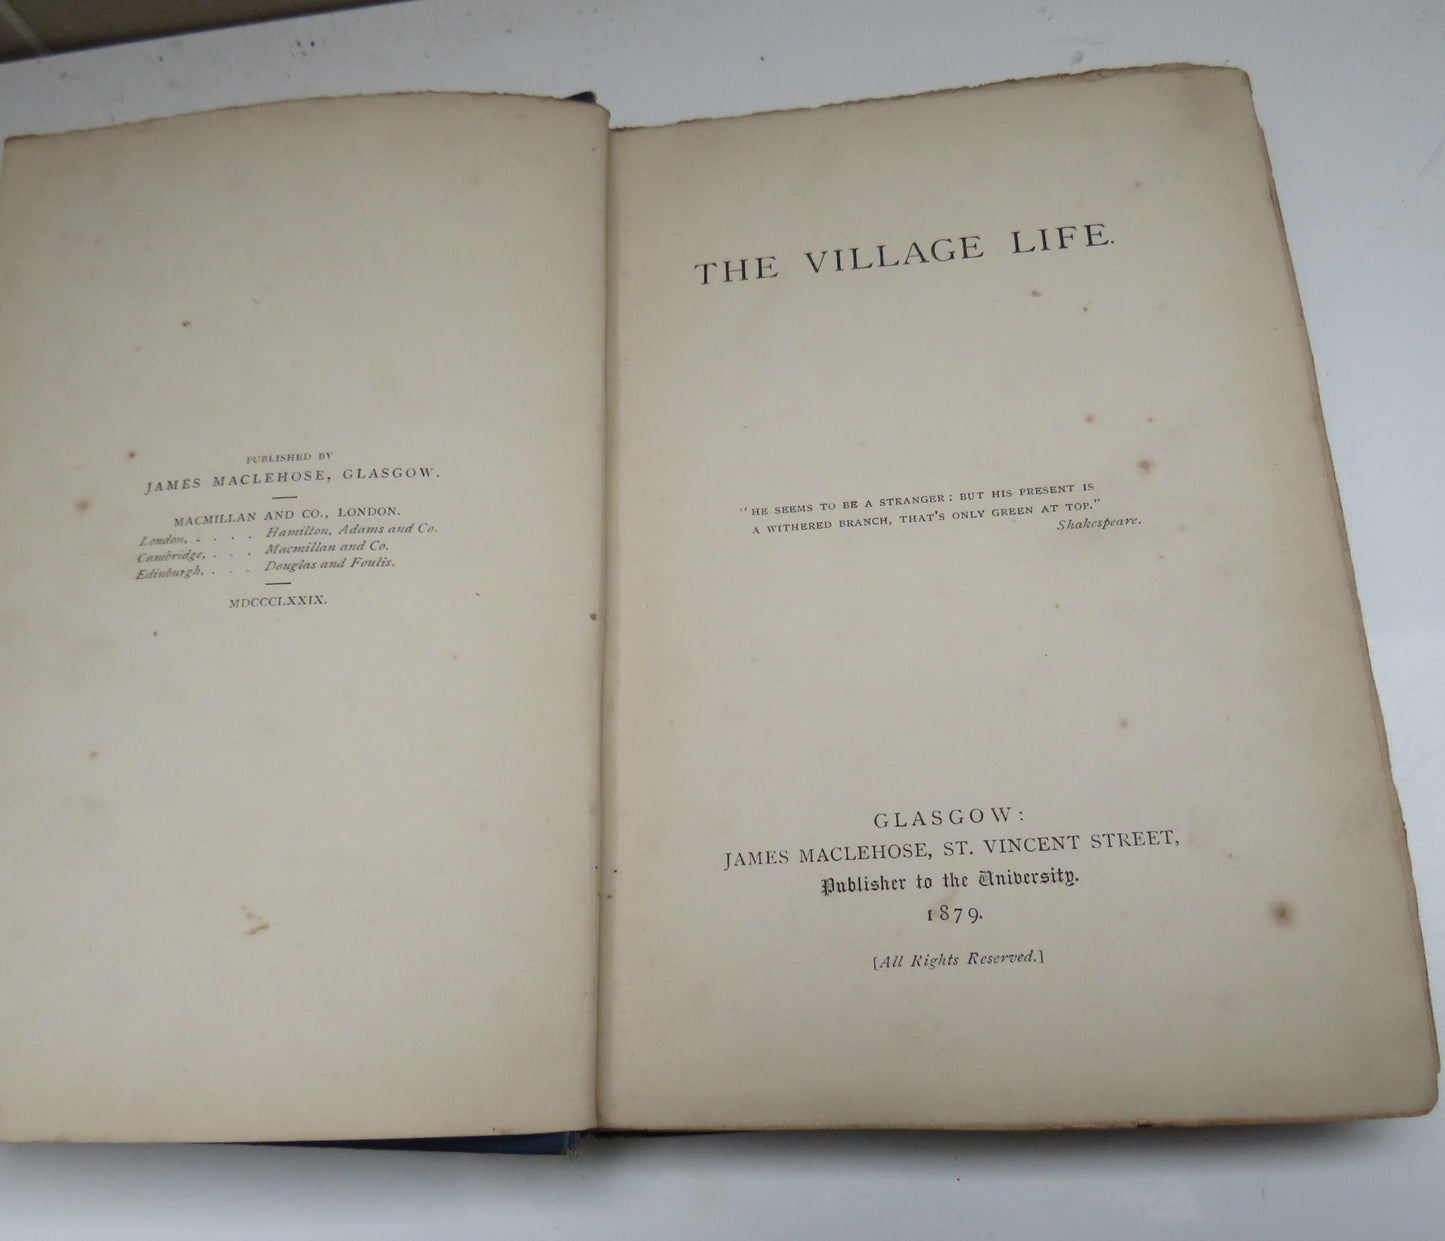 PUBLISHED BY
JAMES MACLEHOSE, GLASGOW.
MACMILLAN AND CO., LONDON.
London, . . . . Hamilton, Adams and Co.
Cambridge, . . . Macmillan and Co.
Edinburgh, . . . Douglas and Foulis.
MDCCCLXXIX.
THE VILLAGE LIFE.
"HE SEEMS TO BE A STRANGER: BUT HIS PRESENT IS
A WITHERED BRANCH, THAT'S ONLY GREEN AT TOP."
Shakespeare.
GLASGOW:
JAMES MACLEHOSE, ST. VINCENT STREET,
Publisher to the University.
1879.
[All Rights Reserved.]